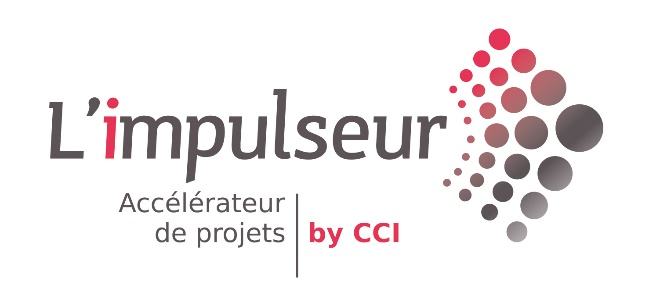 L'impulseur
Accélérateur
de projets by CCI